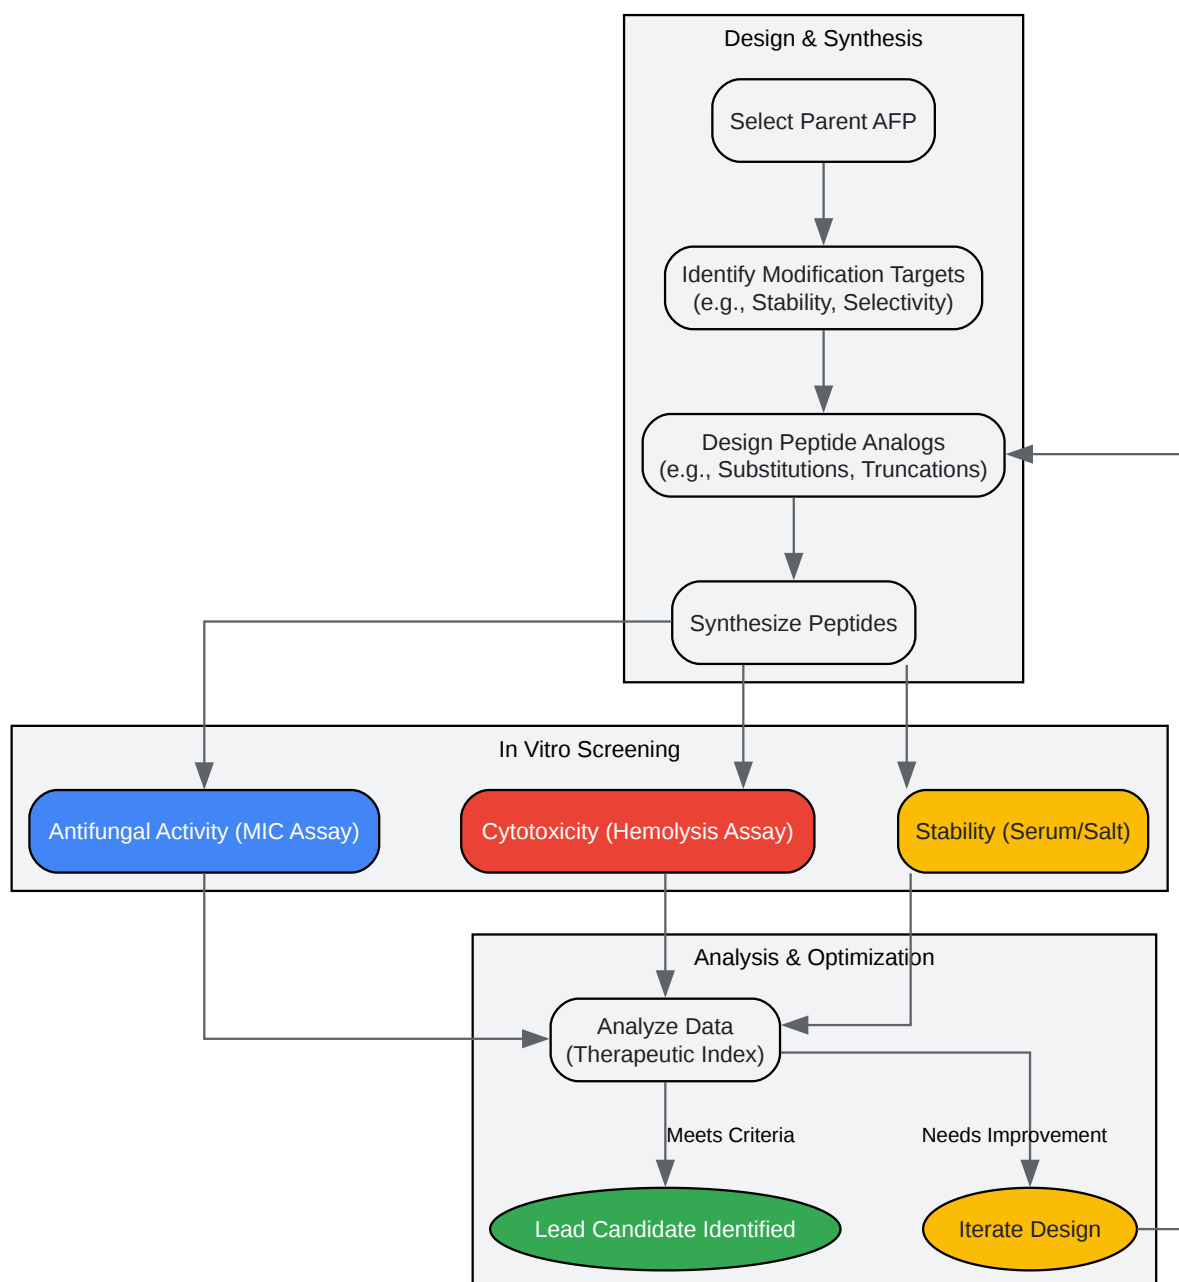 Design & Synthesis
Select Parent AFP
Identify Modification Targets
(e.g., Stability, Selectivity)
Design Peptide Analogs
(e.g., Substitutions, Truncations)
Synthesize Peptides
In Vitro Screening
Antifungal Activity (MIC Assay)
Cytotoxicity (Hemolysis Assay)
Stability (Serum/Salt)
Analysis & Optimization
Analyze Data
(Therapeutic Index)
Meets Criteria
Needs Improvement
Lead Candidate Identified
Iterate Design